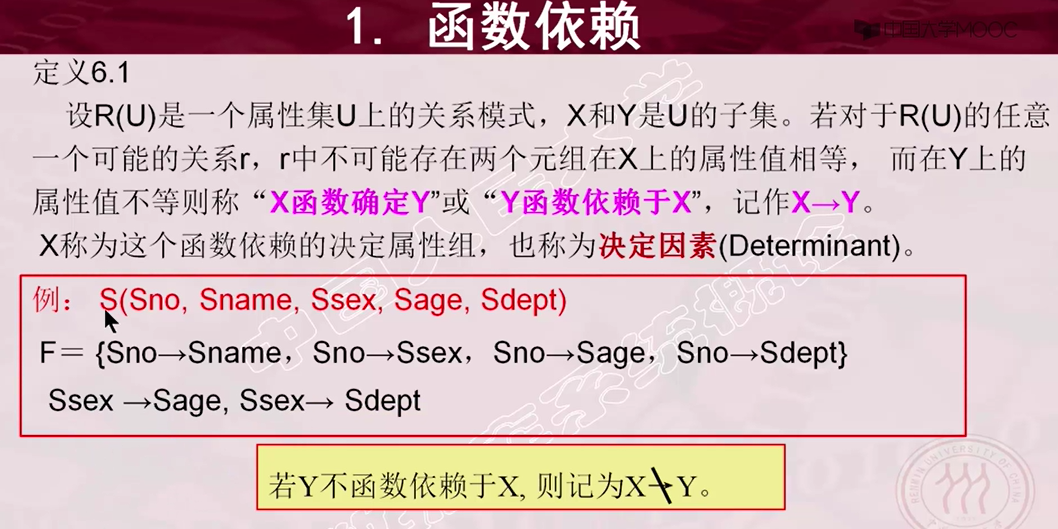 1. 函数依赖
中国大学MOOC
定义6.1
设R(U)是一个属性集U上的关系模式，X和Y是U的子集。若对于R(U)的任意
一个可能的关系r，r中不可能存在两个元组在X上的属性值相等， 而在Y上的
属性值不等则称“X函数确定Y”或“Y函数依赖于X”，记作X→Y。
X称为这个函数依赖的决定属性组，也称为决定因素(Determinant)。
例： S(Sno, Sname, Ssex, Sage, Sdept)
F＝ {Sno→Sname，Sno→Ssex，Sno→Sage，Sno→Sdept}
Ssex →Sage, Ssex→ Sdept
若Y不函数依赖于X, 则记为X↛Y。
RENMIN UNIVERSITY OF CHINA